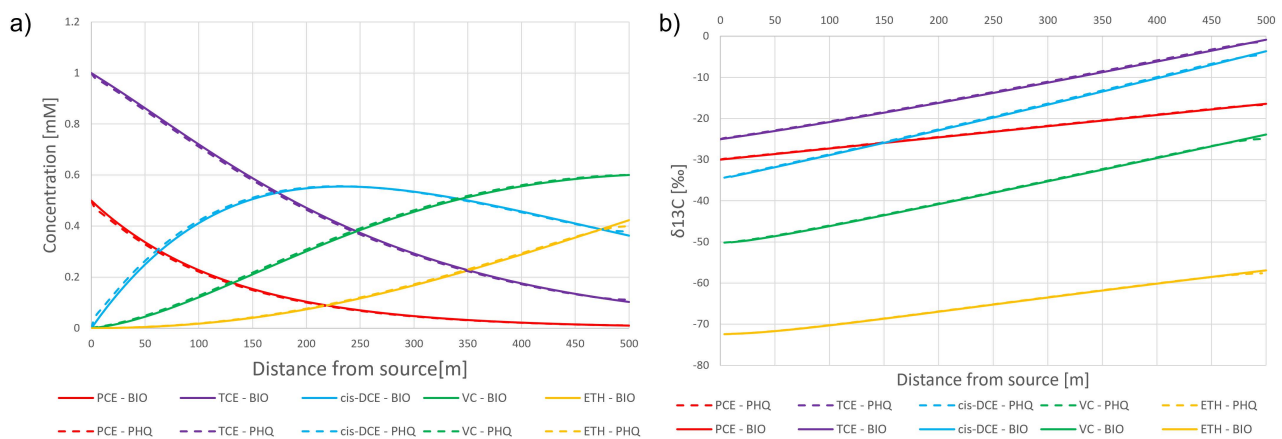 a)
1.2
1
0.8
0.6
0.4
0.2
0
Concentration [mM]
0 50 100 150 200 250 300 350 400 450 500
Distance from source[m]
PCE - BIO TCE - BIO cis-DCE - BIO VC - BIO ETH - BIO
PCE - PHQ TCE - PHQ cis-DCE - PHQ VC - PHQ ETH - PHQ
b)
0 50 100 150 200 250 300 350 400 450 500
0
-10
-20
-30
-40
-50
-60
-70
-80
δ13C [‰]
Distance from source [m]
PCE - PHQ TCE - PHQ cis-DCE - PHQ VC - PHQ ETH - PHQ
PCE - BIO TCE - BIO cis-DCE - BIO VC - BIO ETH - BIO